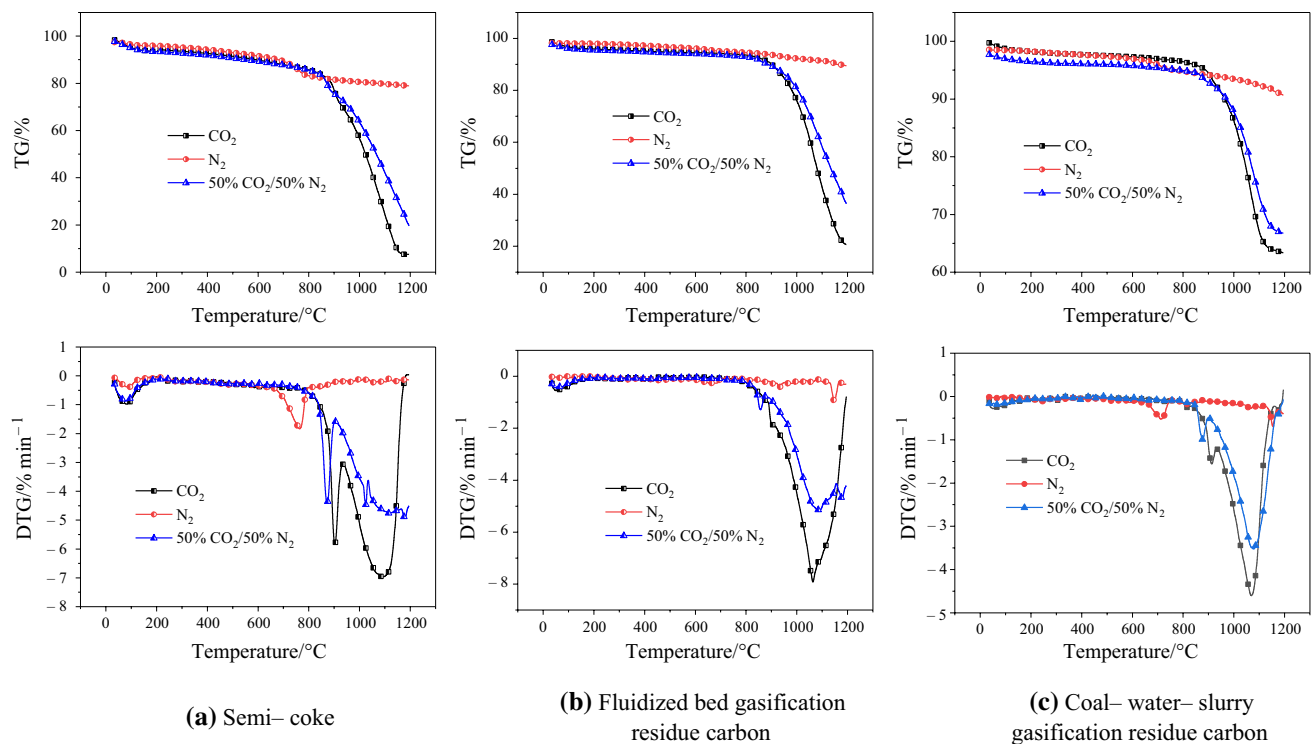 100
80
60
40
20
0
TG/%
CO₂
N₂
50% CO₂/50% N₂
0 200 400 600 800 1000 1200
Temperature/°C
100
80
60
40
20
TG/%
CO₂
N₂
50% CO₂/50% N₂
0 200 400 600 800 1000 1200
Temperature/°C
100
95
90
85
80
75
70
65
60
TG/%
CO₂
N₂
50% CO₂/50% N₂
0 200 400 600 800 1000 1200
Temperature/°C
1
0
–1
–2
–3
–4
–5
–6
–7
–8
DTG/% min⁻¹
CO₂
N₂
50% CO₂/50% N₂
0 200 400 600 800 1000 1200
Temperature/°C
0
–2
–4
–6
–8
DTG/% min⁻¹
CO₂
N₂
50% CO₂/50% N₂
0 200 400 600 800 1000 1200
Temperature/°C
1
0
–1
–2
–3
–4
–5
DTG/% min⁻¹
CO₂
N₂
50% CO₂/50% N₂
0 200 400 600 800 1000 1200
Temperature/°C
(a) Semi– coke
(b) Fluidized bed gasification
residue carbon
(c) Coal– water– slurry
gasification residue carbon